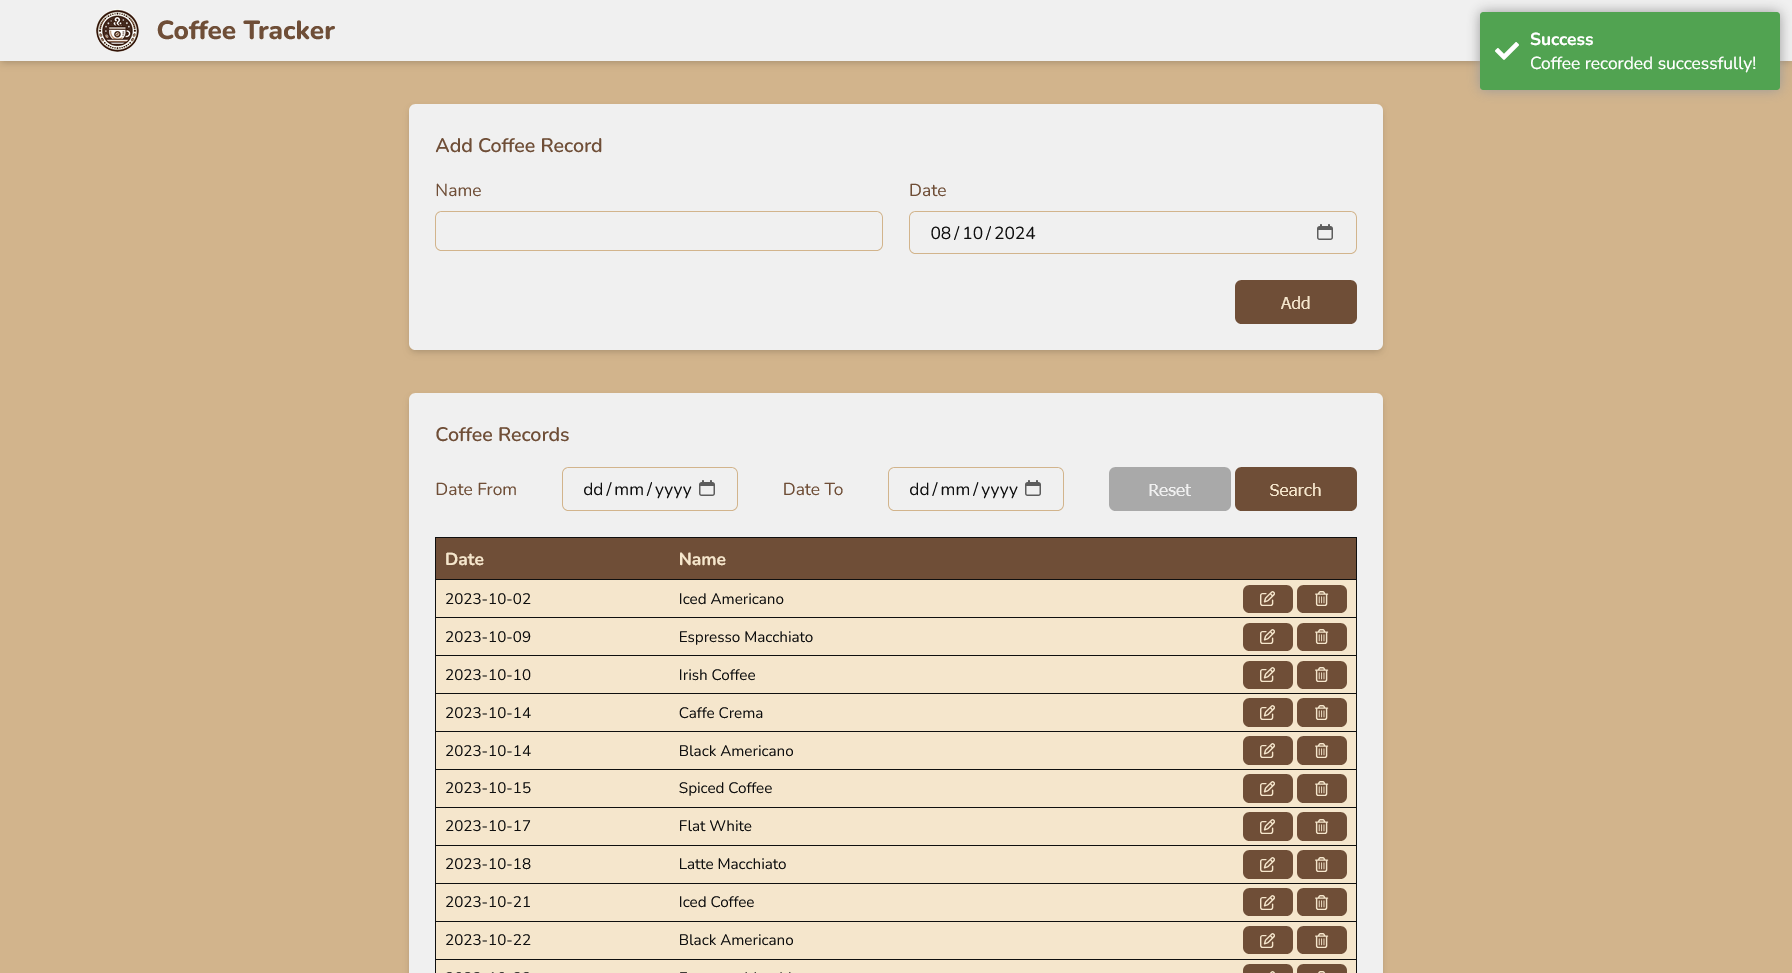 Coffee Tracker
Success
Coffee recorded successfully!
Add Coffee Record
Name
Date
08/10/2024
Add
Coffee Records
Date From
dd/mm/yyyy
Date To
dd/mm/yyyy
Reset
Search
Date Name
2023-10-02 Iced Americano
2023-10-09 Espresso Macchiato
2023-10-10 Irish Coffee
2023-10-14 Caffe Crema
2023-10-14 Black Americano
2023-10-15 Spiced Coffee
2023-10-17 Flat White
2023-10-18 Latte Macchiato
2023-10-21 Iced Coffee
2023-10-22 Black Americano